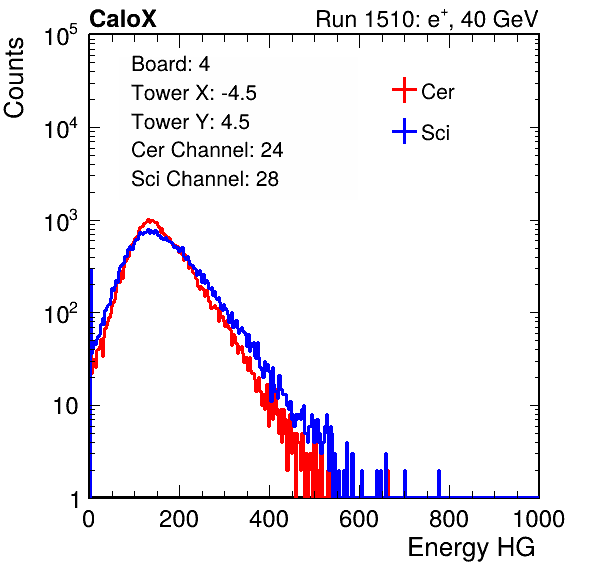 CaloX Run 1510: e+, 40 GeV
Counts
Board: 4
Tower X: -4.5
Tower Y: 4.5
Cer Channel: 24
Sci Channel: 28
Cer
Sci
10^5
10^4
10^3
10^2
10
1
0 200 400 600 800 1000
Energy HG